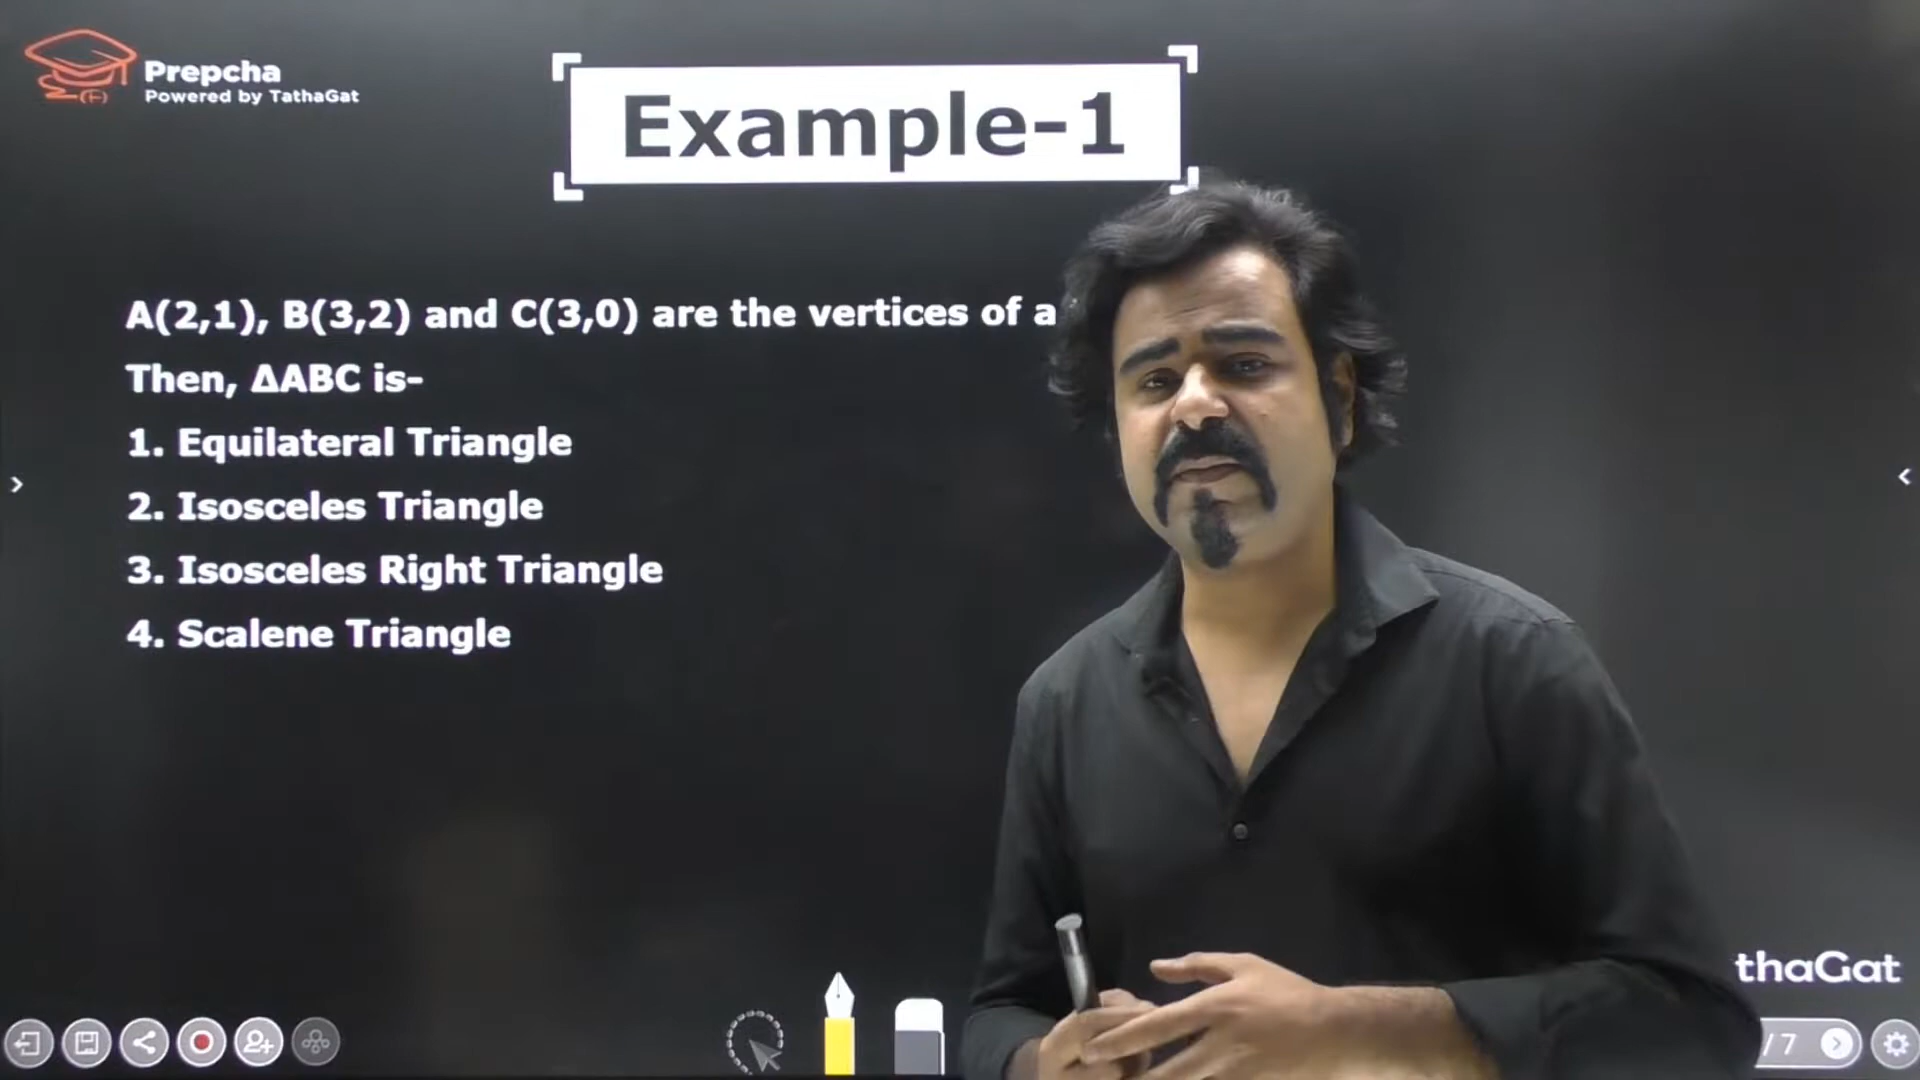 Prepcha
Powered by TathaGat
Example-1
A(2,1), B(3,2) and C(3,0) are the vertices of a
Then, ΔABC is-
1. Equilateral Triangle
2. Isosceles Triangle
3. Isosceles Right Triangle
4. Scalene Triangle
thaGat
/7